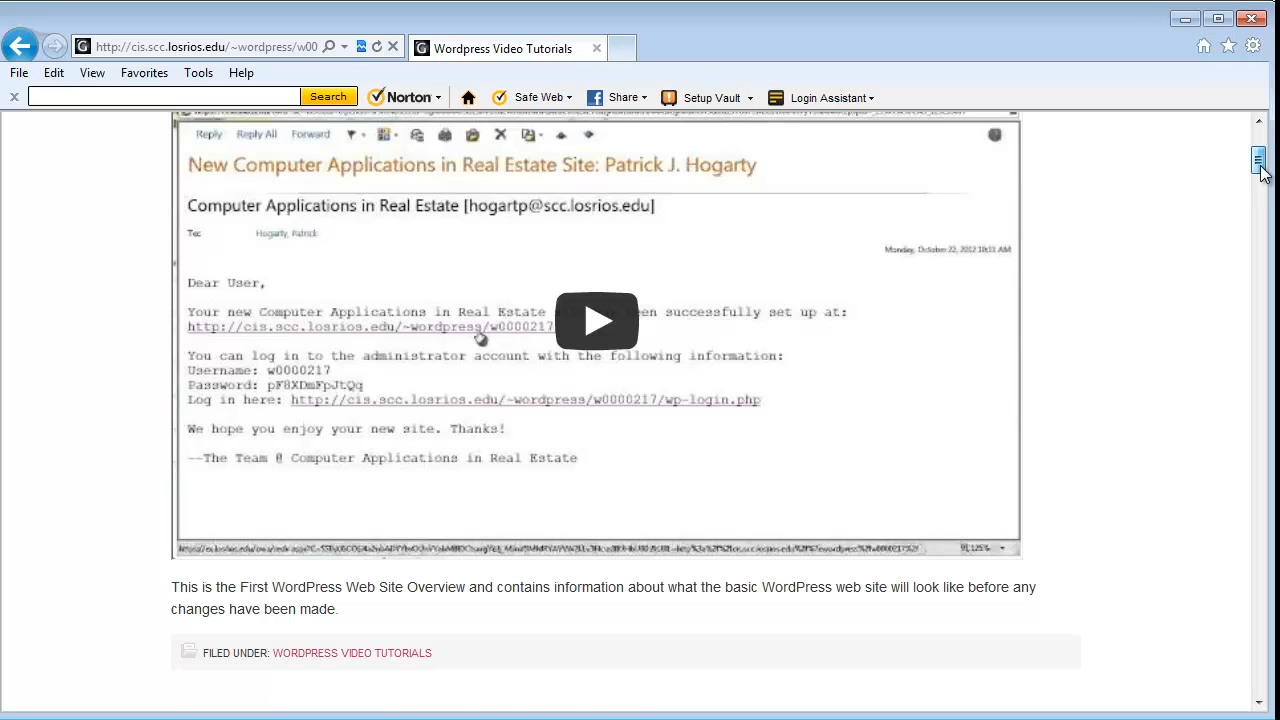 http://cis.scc.losrios.edu/~wordpress/w00
Wordpress Video Tutorials
File Edit View Favorites Tools Help
Search Norton Safe Web Share Setup Vault Login Assistant
Reply Reply All Forward
New Computer Applications in Real Estate Site: Patrick J. Hogarty
Computer Applications in Real Estate [hogartp@scc.losrios.edu]
To: Hogarty, Patrick
Monday, October 22, 2012 10:33 AM
Dear User,
Your new Computer Applications in Real Estate een successfully set up at:
http://cis.scc.losrios.edu/~wordpress/w0000217
You can log in to the administrator account with the following information:
Username: w0000217
Password: pF8XDmFpJtQq
Log in here: http://cis.scc.losrios.edu/~wordpress/w0000217/wp-login.php
We hope you enjoy your new site. Thanks!
--The Team @ Computer Applications in Real Estate
125%
This is the First WordPress Web Site Overview and contains information about what the basic WordPress web site will look like before any
changes have been made.
FILED UNDER: WORDPRESS VIDEO TUTORIALS